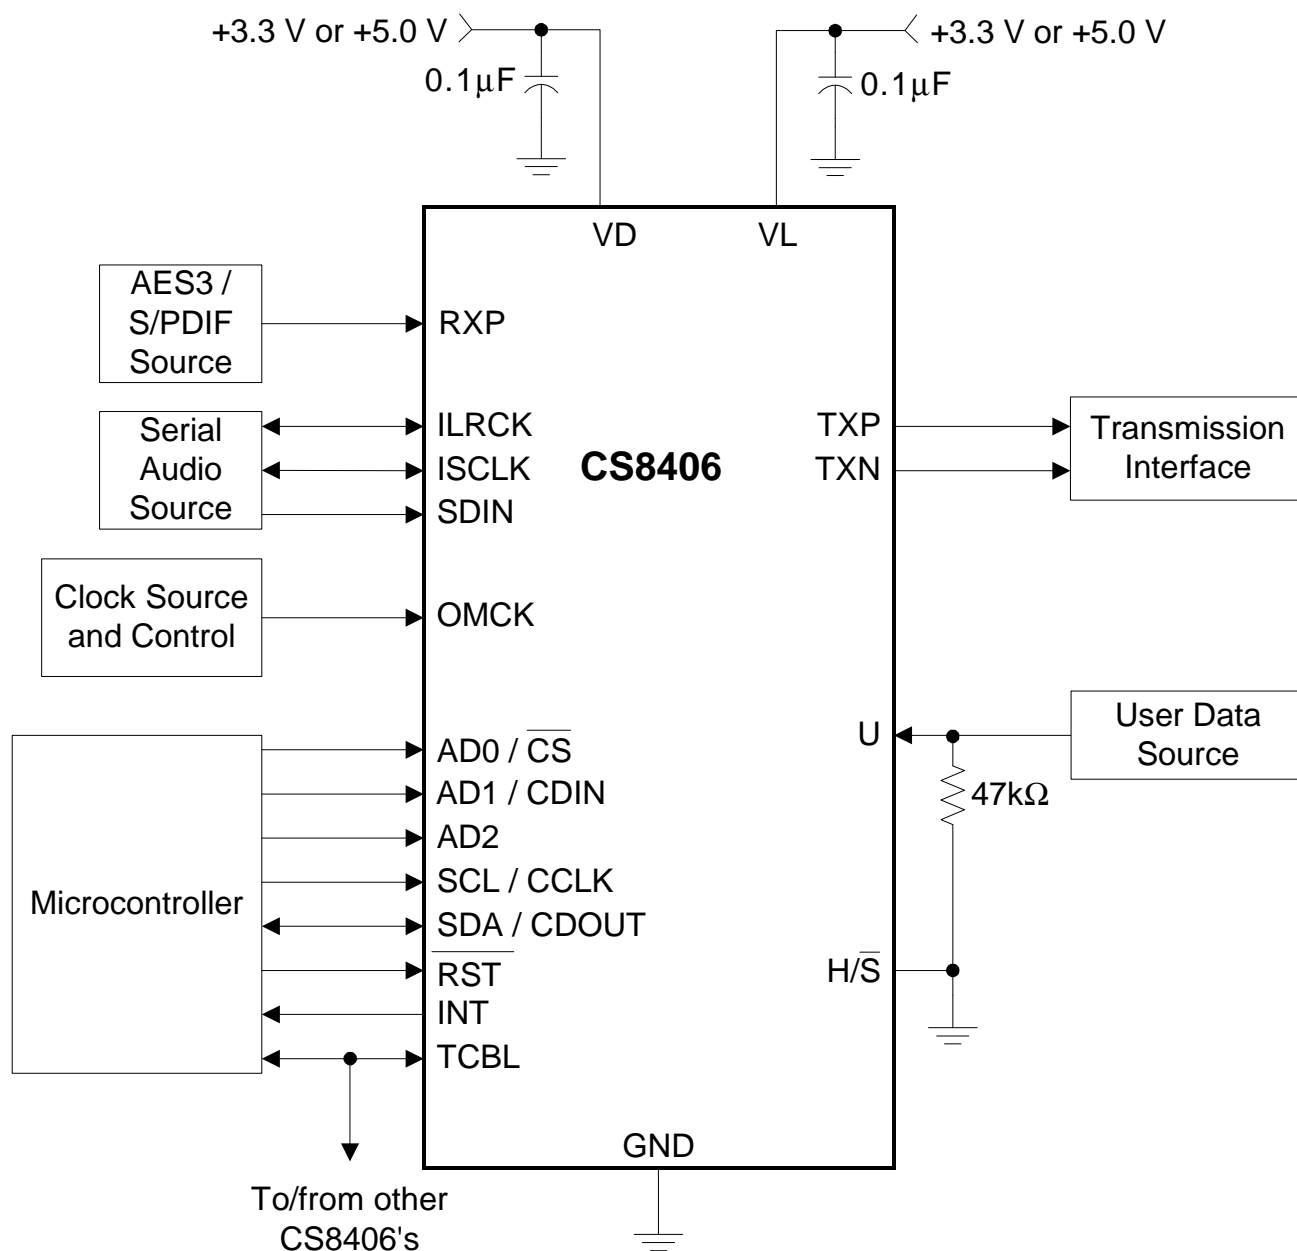 +3.3 V or +5.0 V
+3.3 V or +5.0 V
0.1μF
0.1μF
VD
VL
AES3 /
S/PDIF
Source
RXP
Serial
Audio
Source
ILRCK
ISCLK
SDIN
CS8406
TXP
TXN
Transmission
Interface
Clock Source
and Control
OMCK
User Data
Source
U
47kΩ
Microcontroller
AD0 / C̅S̅
AD1 / CDIN
AD2
SCL / CCLK
SDA / CDOUT
R̅S̅T̅
INT
TCBL
H/S̅
GND
To/from other
CS8406's